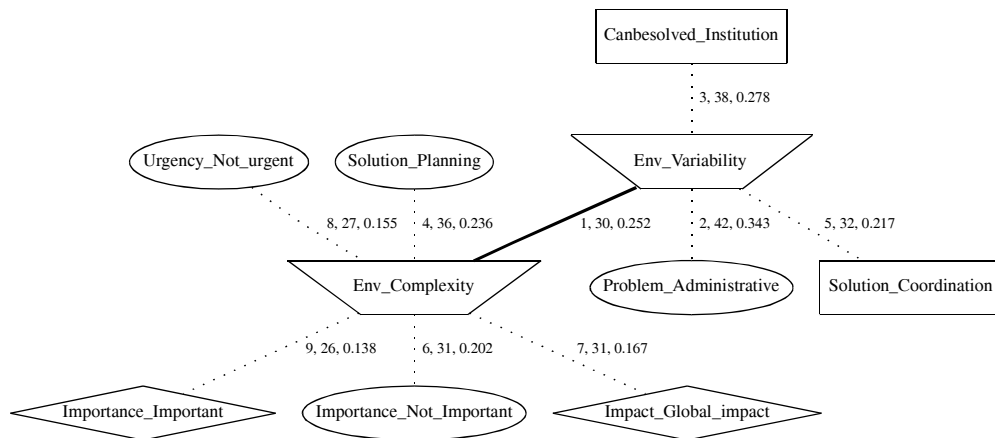 Canbesolved_Institution
3, 38, 0.278
Urgency_Not_urgent
Solution_Planning
Env_Variability
8, 27, 0.155
4, 36, 0.236
1, 30, 0.252
2, 42, 0.343
5, 32, 0.217
Env_Complexity
Problem_Administrative
Solution_Coordination
9, 26, 0.138
6, 31, 0.202
7, 31, 0.167
Importance_Important
Importance_Not_Important
Impact_Global_impact